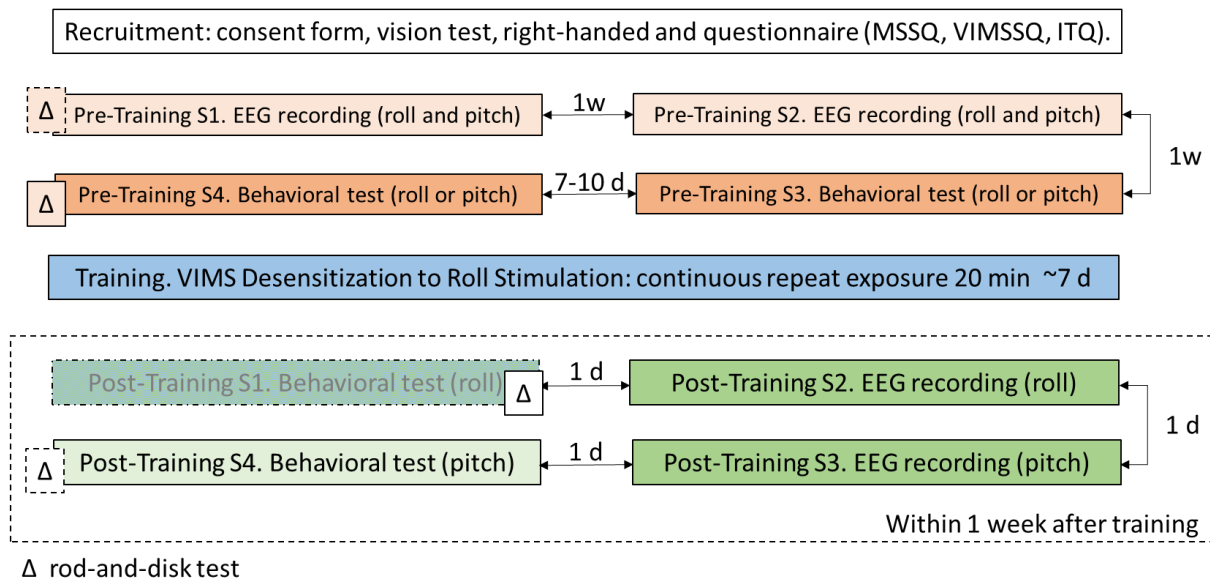 Recruitment: consent form, vision test, right-handed and questionnaire (MSSQ, VIMSSQ, ITQ).
Δ
Pre-Training S1. EEG recording (roll and pitch)
1w
Pre-Training S2. EEG recording (roll and pitch)
1w
Δ
Pre-Training S4. Behavioral test (roll or pitch)
7-10 d
Pre-Training S3. Behavioral test (roll or pitch)
Training. VIMS Desensitization to Roll Stimulation: continuous repeat exposure 20 min ~7 d
Post-Training S1. Behavioral test (roll)
Δ
1 d
Post-Training S2. EEG recording (roll)
1 d
Δ
Post-Training S4. Behavioral test (pitch)
1 d
Post-Training S3. EEG recording (pitch)
Within 1 week after training
Δ rod-and-disk test